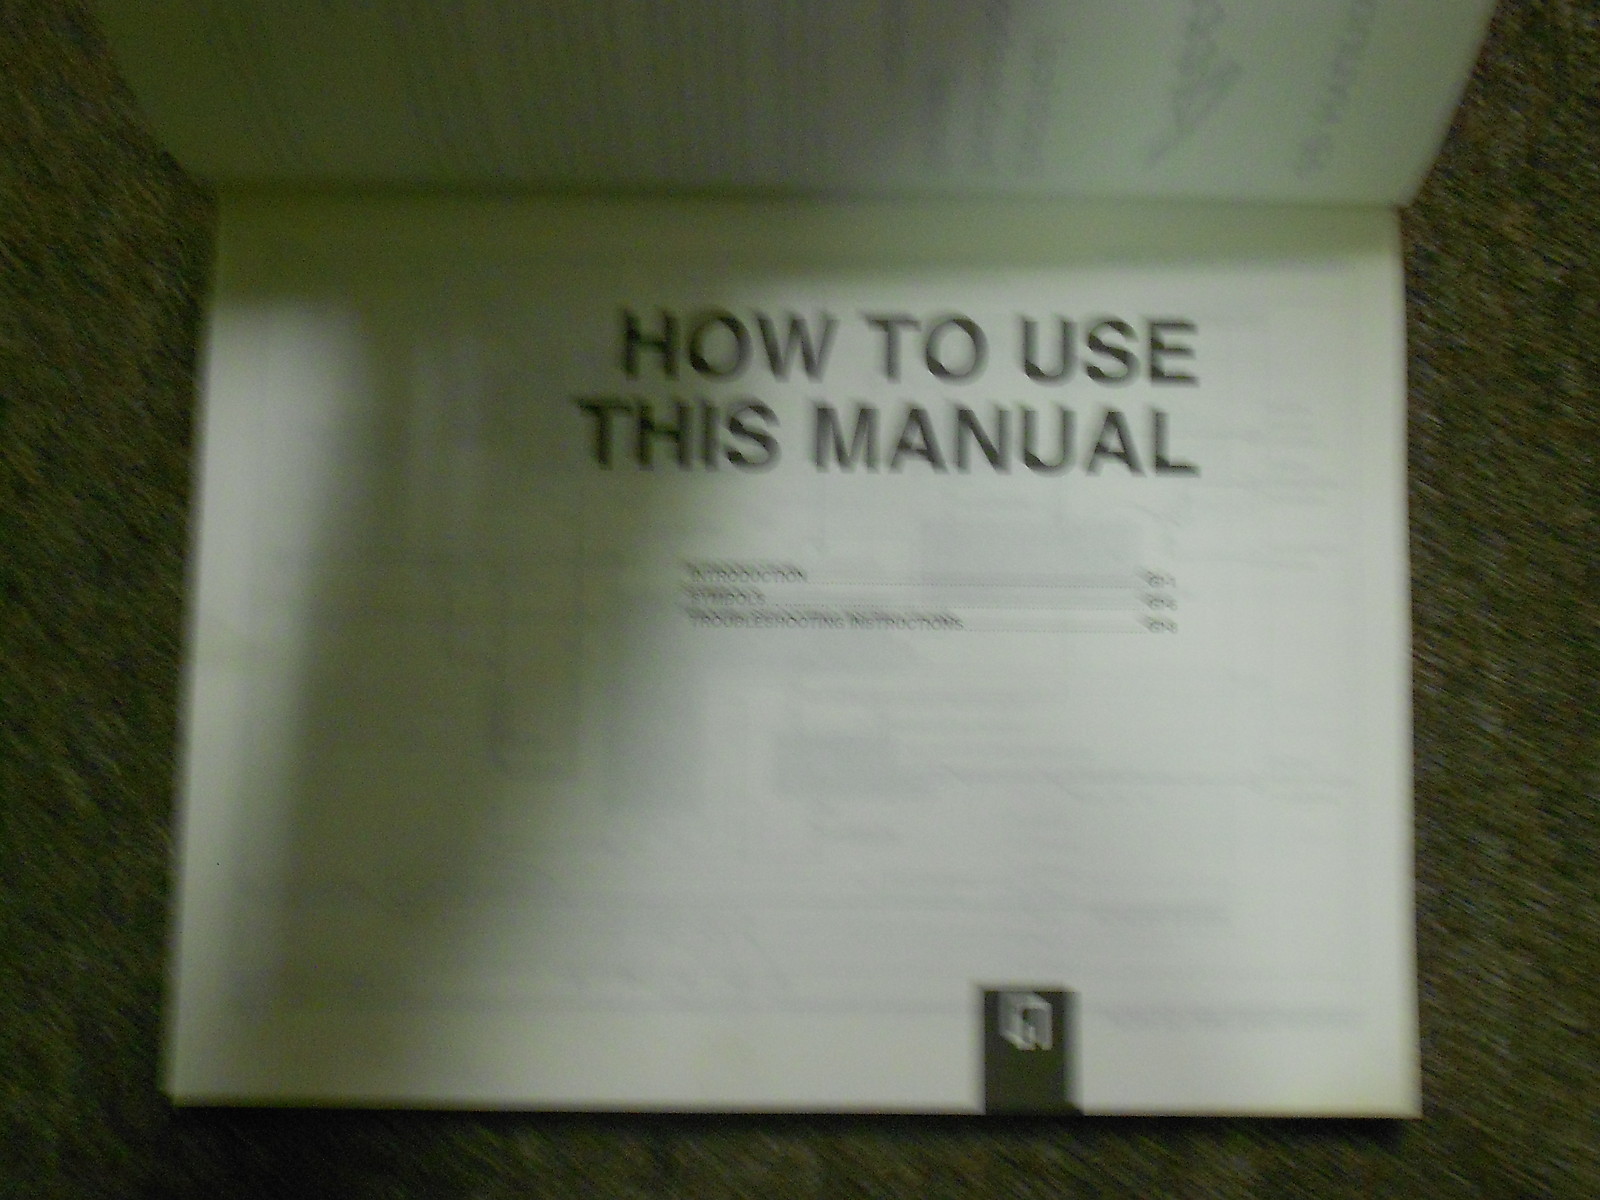 HOW TO USE
THIS MANUAL
INTRODUCTION
SYMBOLS
TROUBLESHOOTING INSTRUCTIONS